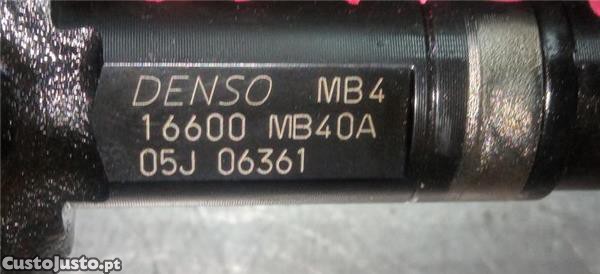 DENSO MB4
16600 MB40A
05J 06361
CustoJusto.pt